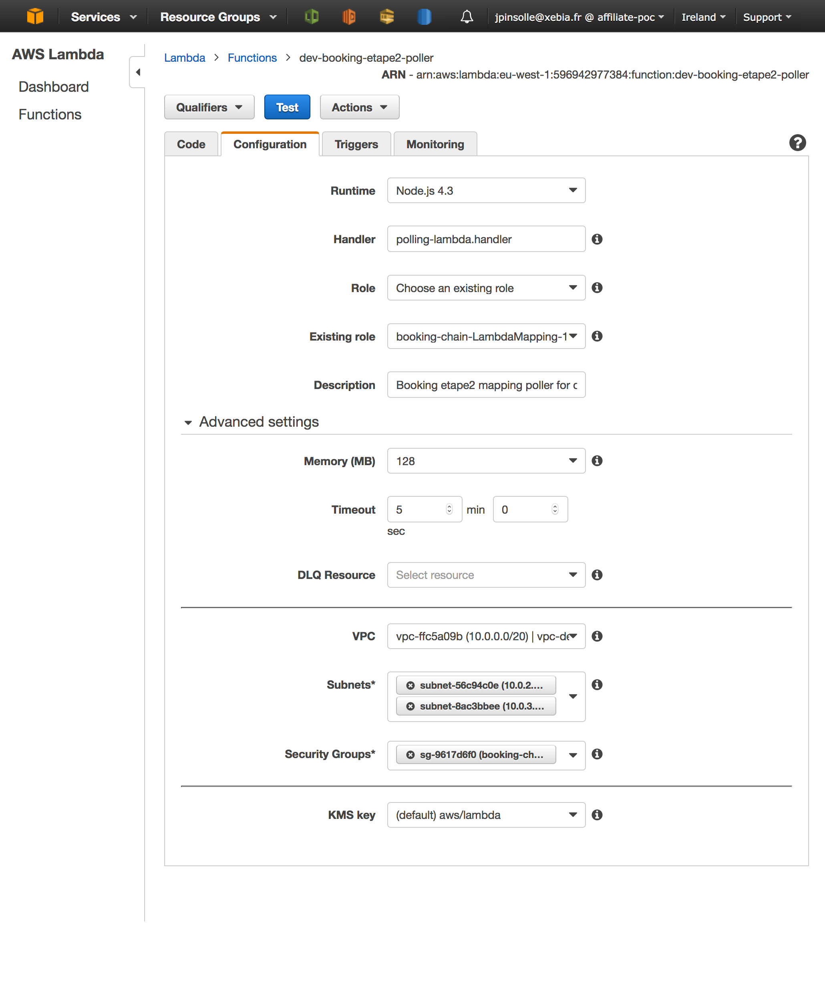 Services Resource Groups jpinsolle@xebia.fr @ affiliate-poc Ireland Support
AWS Lambda
Dashboard
Functions
Lambda > Functions > dev-booking-etape2-poller
ARN - arn:aws:lambda:eu-west-1:596942977384:function:dev-booking-etape2-poller
Qualifiers Test Actions
Code Configuration Triggers Monitoring
Runtime Node.js 4.3
Handler polling-lambda.handler
Role Choose an existing role
Existing role booking-chain-LambdaMapping-1
Description Booking etape2 mapping poller for
Advanced settings
Memory (MB) 128
Timeout 5 min 0
sec
DLQ Resource Select resource
VPC vpc-ffc5a09b (10.0.0.0/20) | vpc-de
Subnets* subnet-56c94c0e (10.0.2....
subnet-8ac3bbee (10.0.3....
Security Groups* sg-9617d6f0 (booking-ch...
KMS key (default) aws/lambda